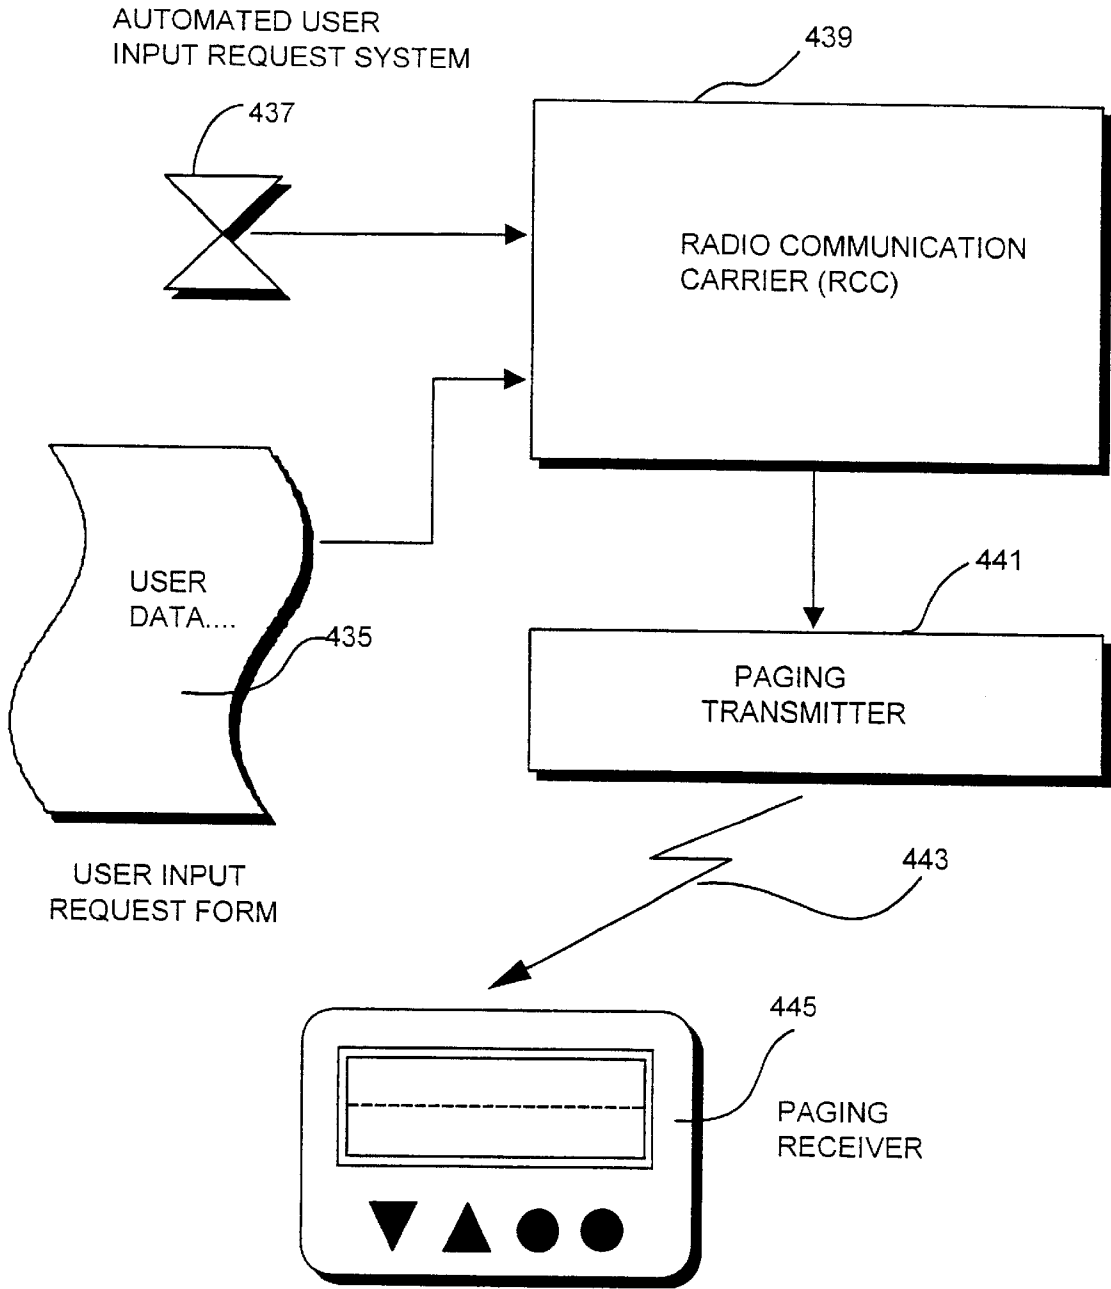 AUTOMATED USER
INPUT REQUEST SYSTEM
437
439
RADIO COMMUNICATION
CARRIER (RCC)
USER
DATA....
435
USER INPUT
REQUEST FORM
441
PAGING
TRANSMITTER
443
445
PAGING
RECEIVER